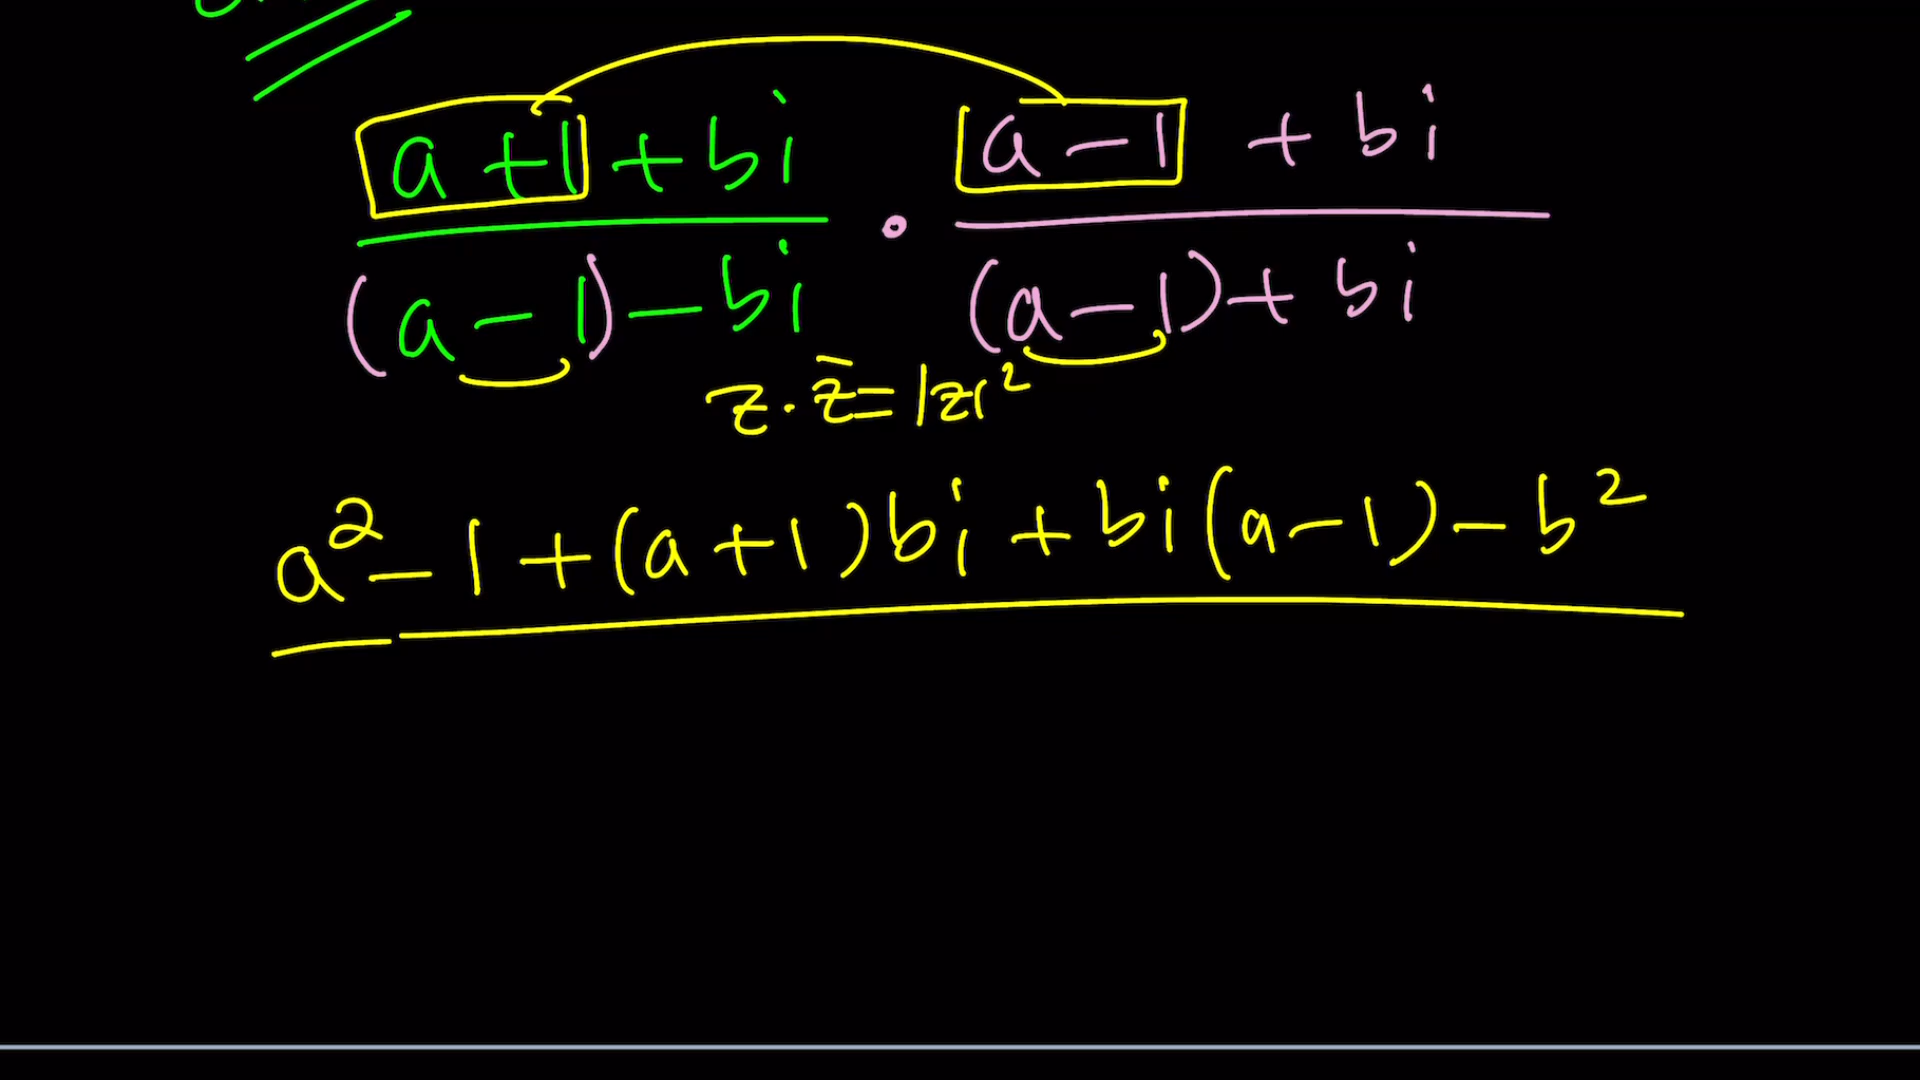 a + 1 + bi / (a - 1) - bi · a - 1 + bi / (a - 1) + bi
z · z̄ = |z|²
a² - 1 + (a + 1)bi + bi(a - 1) - b²